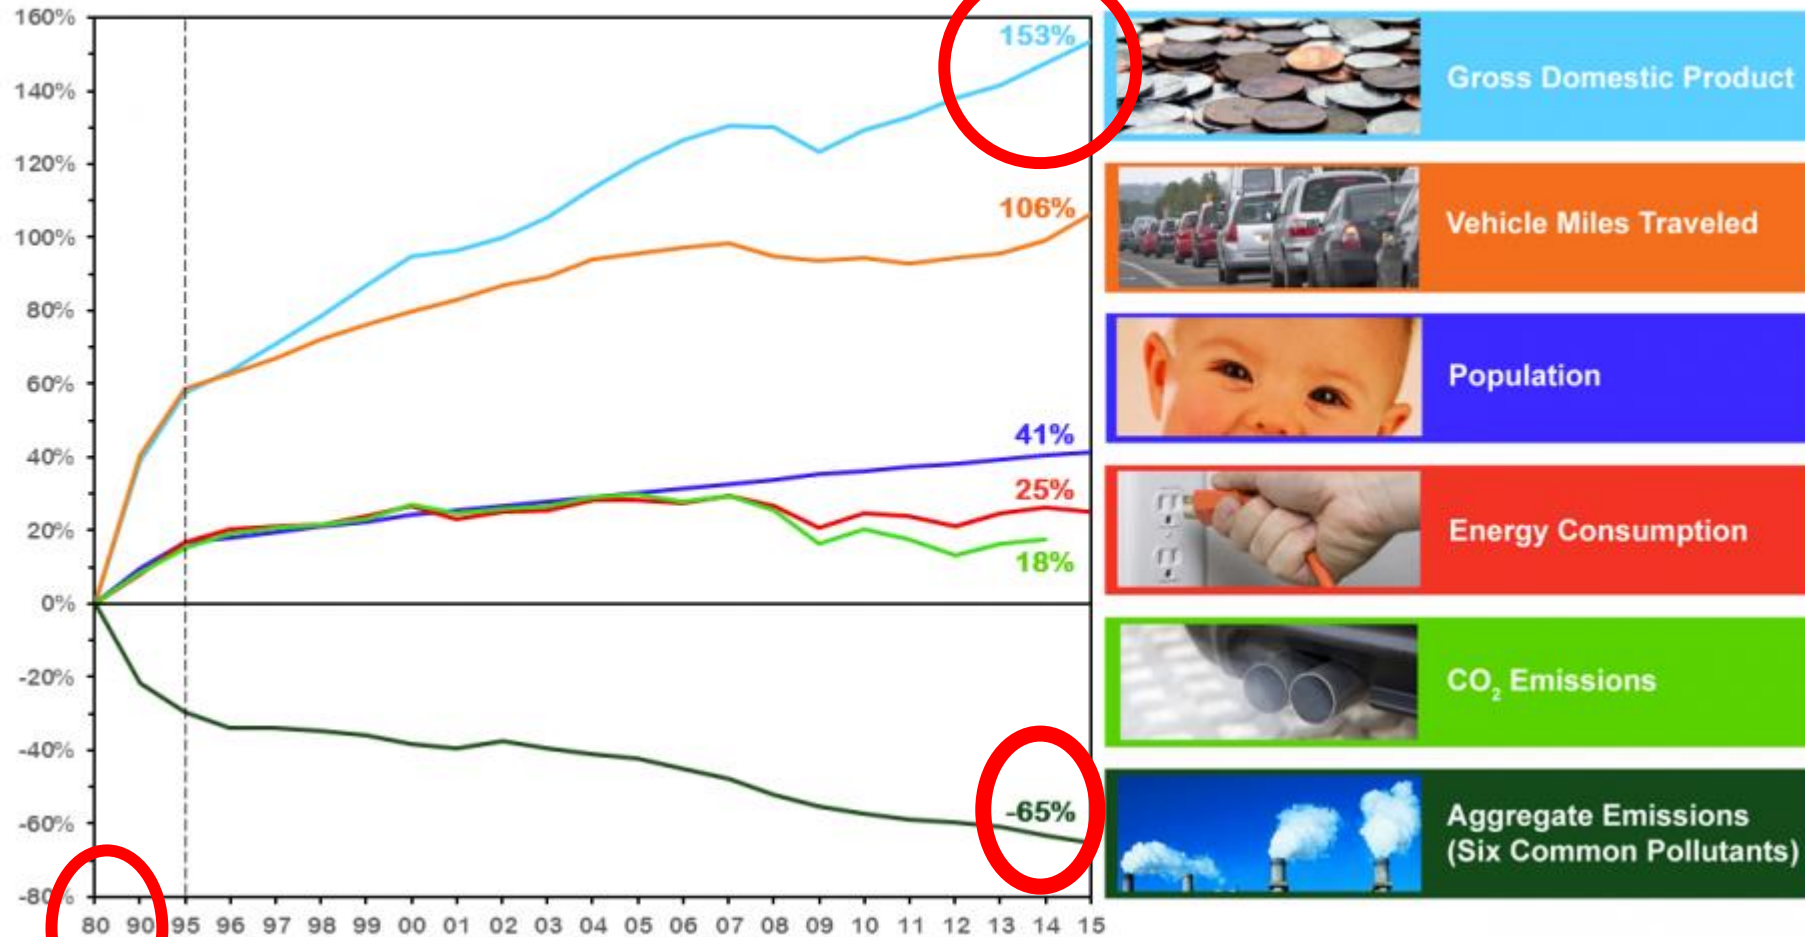 160%
140%
120%
100%
80%
60%
40%
20%
0%
-20%
-40%
-60%
-80%
80 90 95 96 97 98 99 00 01 02 03 04 05 06 07 08 09 10 11 12 13 14 15
153%
106%
41%
25%
18%
-65%
Gross Domestic Product
Vehicle Miles Traveled
Population
Energy Consumption
CO₂ Emissions
Aggregate Emissions
(Six Common Pollutants)